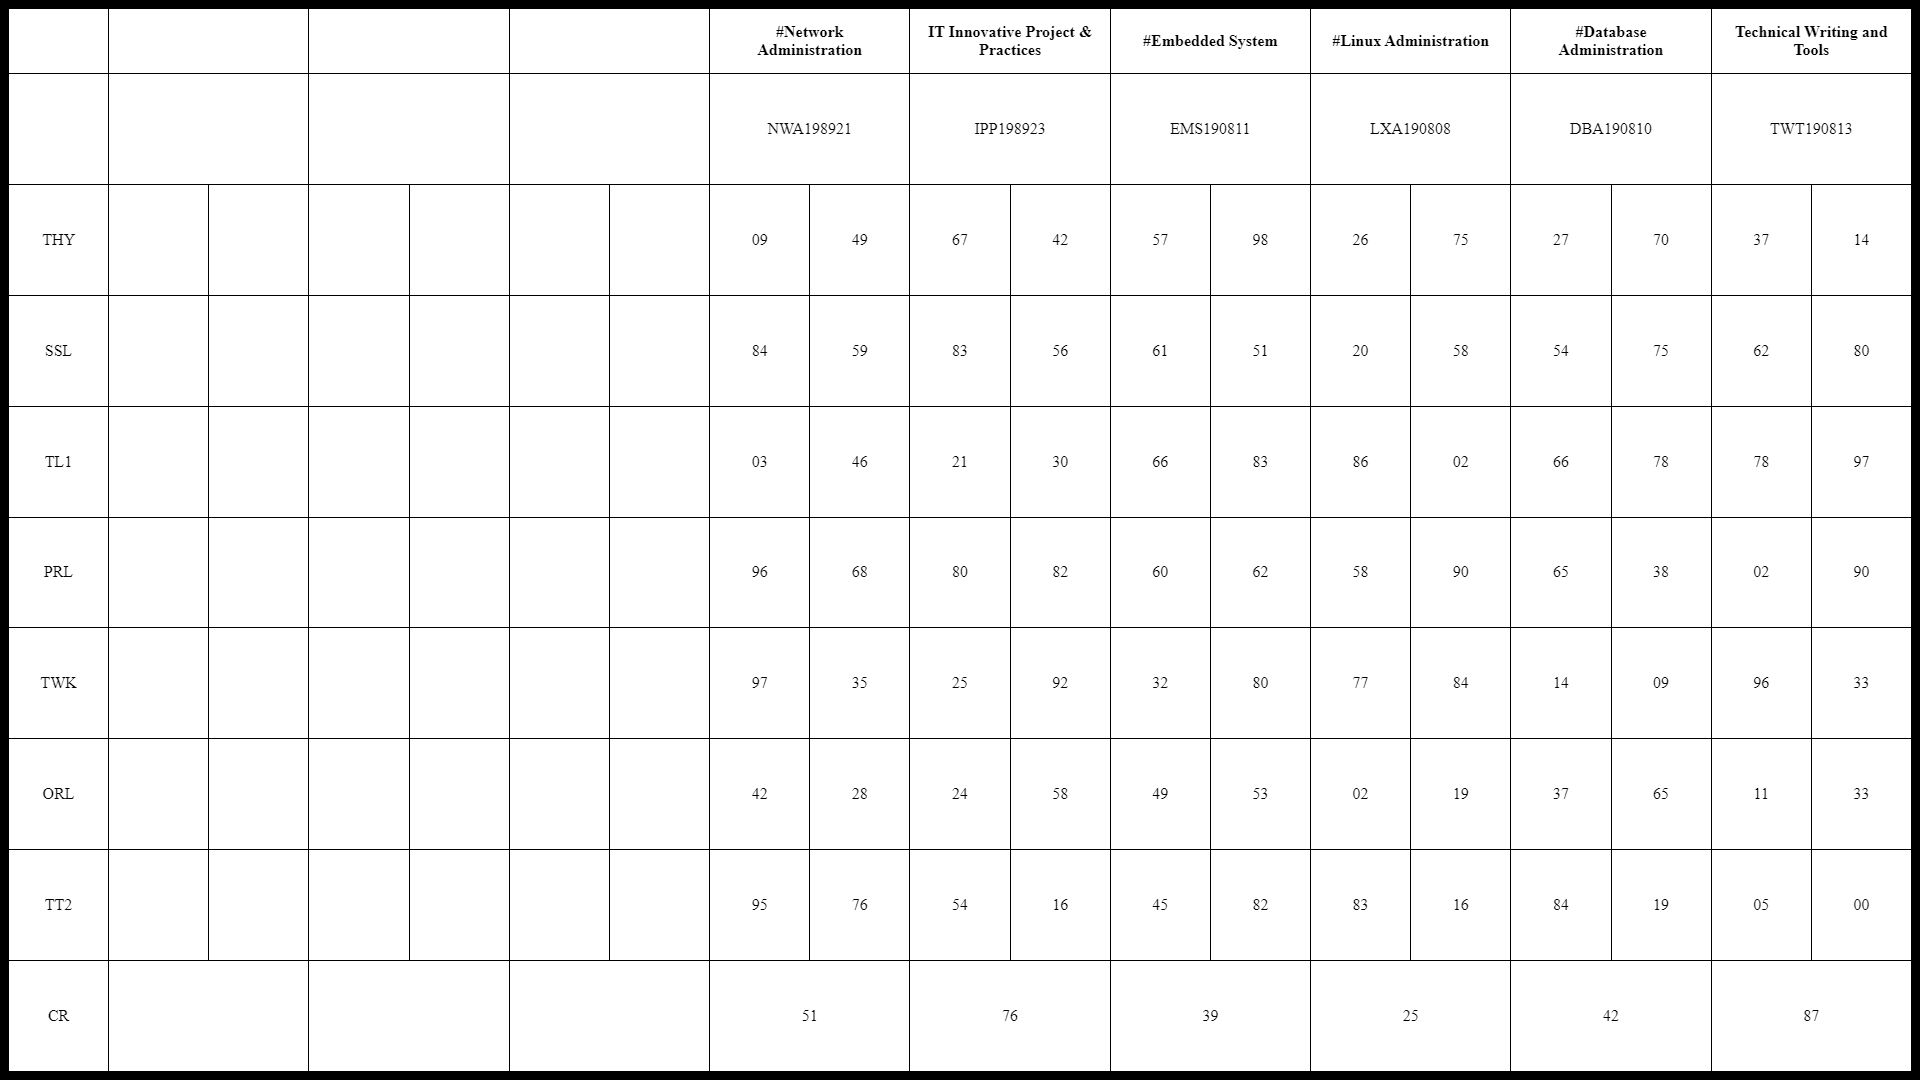 #Network Administration IT Innovative Project & Practices #Embedded System #Linux Administration #Database Administration Technical Writing and Tools
NWA198921 IPP198923 EMS190811 LXA190808 DBA190810 TWT190813
THY 09 49 67 42 57 98 26 75 27 70 37 14
SSL 84 59 83 56 61 51 20 58 54 75 62 80
TL1 03 46 21 30 66 83 86 02 66 78 78 97
PRL 96 68 80 82 60 62 58 90 65 38 02 90
TWK 97 35 25 92 32 80 77 84 14 09 96 33
ORL 42 28 24 58 49 53 02 19 37 65 11 33
TT2 95 76 54 16 45 82 83 16 84 19 05 00
CR 51 76 39 25 42 87